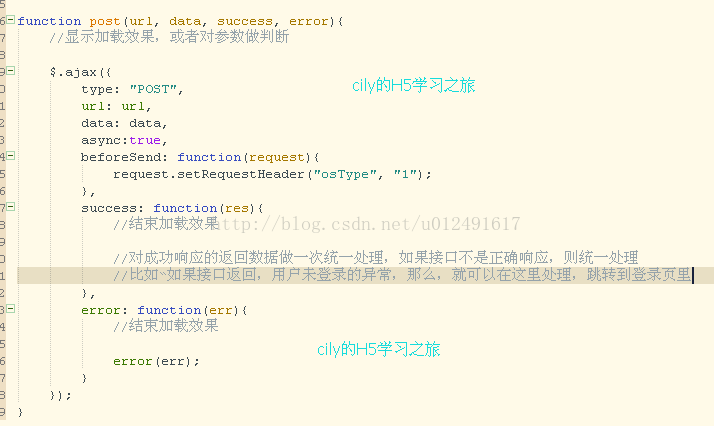 5
6 function post(url, data, success, error){
7 //显示加载效果，或者对参数做判断
8
9 $.ajax({
cily的H5学习之旅
0 type: "POST",
1 url: url,
2 data: data,
3 async:true,
4 beforeSend: function(request){
5 request.setRequestHeader("osType", "1");
6 },
7 success: function(res){
8 //结束加载效果
http://blog.csdn.net/u012491617
9
0 //对成功响应的返回数据做一次统一处理，如果接口不是正确响应，则统一处理
1 //比如~如果接口返回，用户未登录的异常，那么，就可以在这里处理，跳转到登录页里
2 },
3 error: function(err){
4 //结束加载效果
5
cily的H5学习之旅
6 error(err);
7 }
8 });
9 }